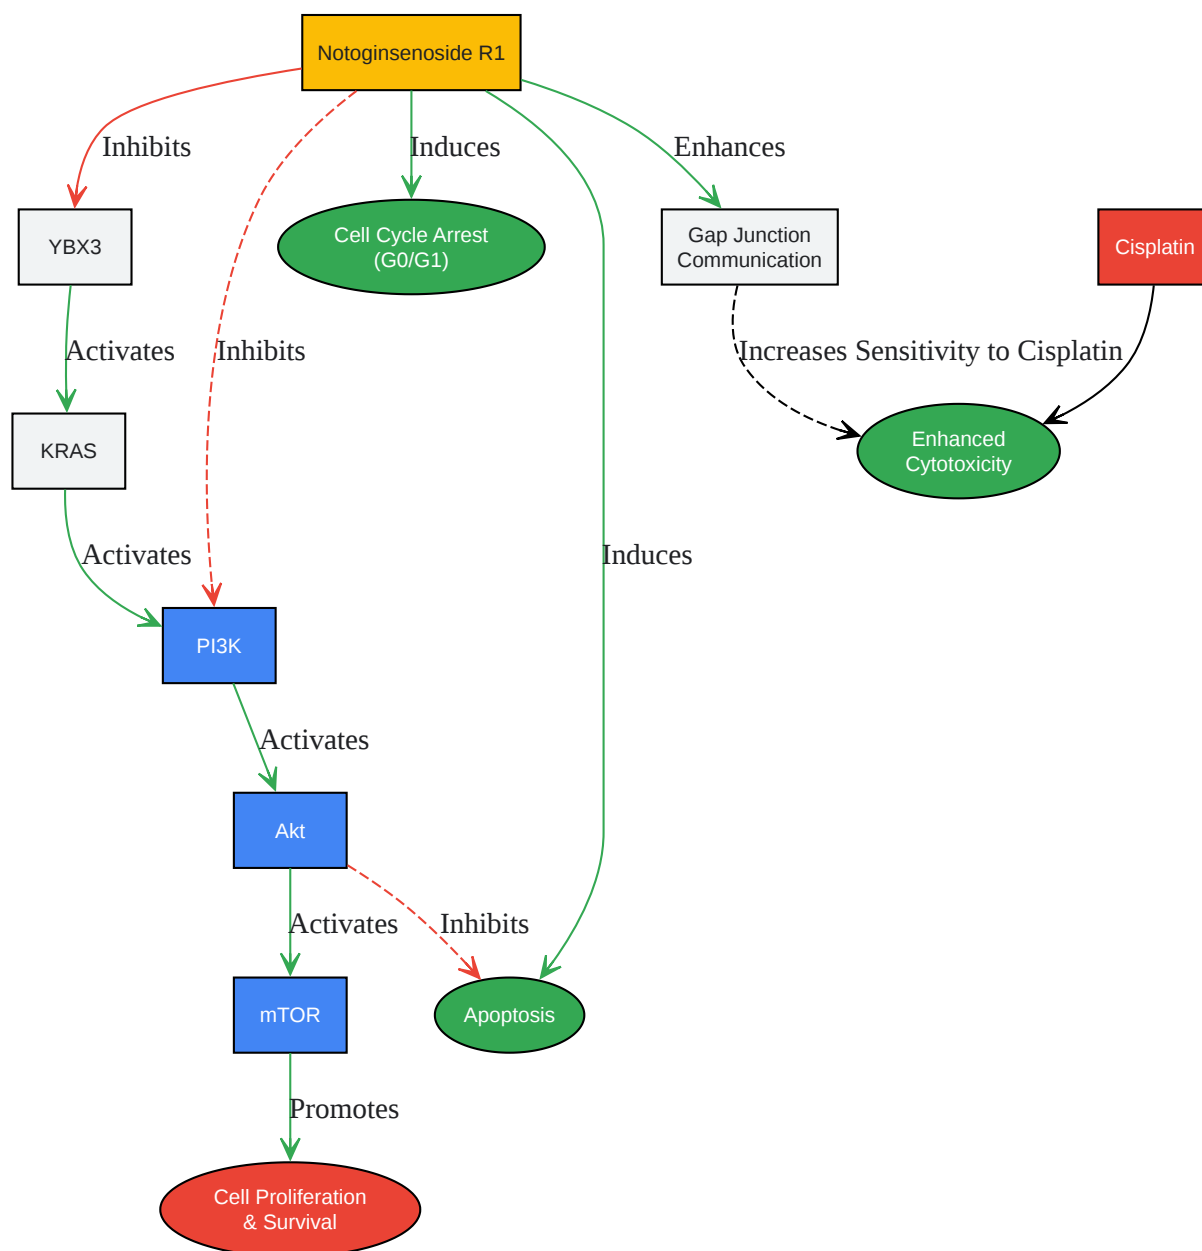 Notoginsenoside R1
Inhibits
Induces
Enhances
YBX3
Cell Cycle Arrest
(G0/G1)
Gap Junction
Communication
Cisplatin
Activates
Inhibits
Increases Sensitivity to Cisplatin
KRAS
Enhanced
Cytotoxicity
Activates
Induces
PI3K
Activates
Akt
Activates
Inhibits
mTOR
Apoptosis
Promotes
Cell Proliferation
& Survival